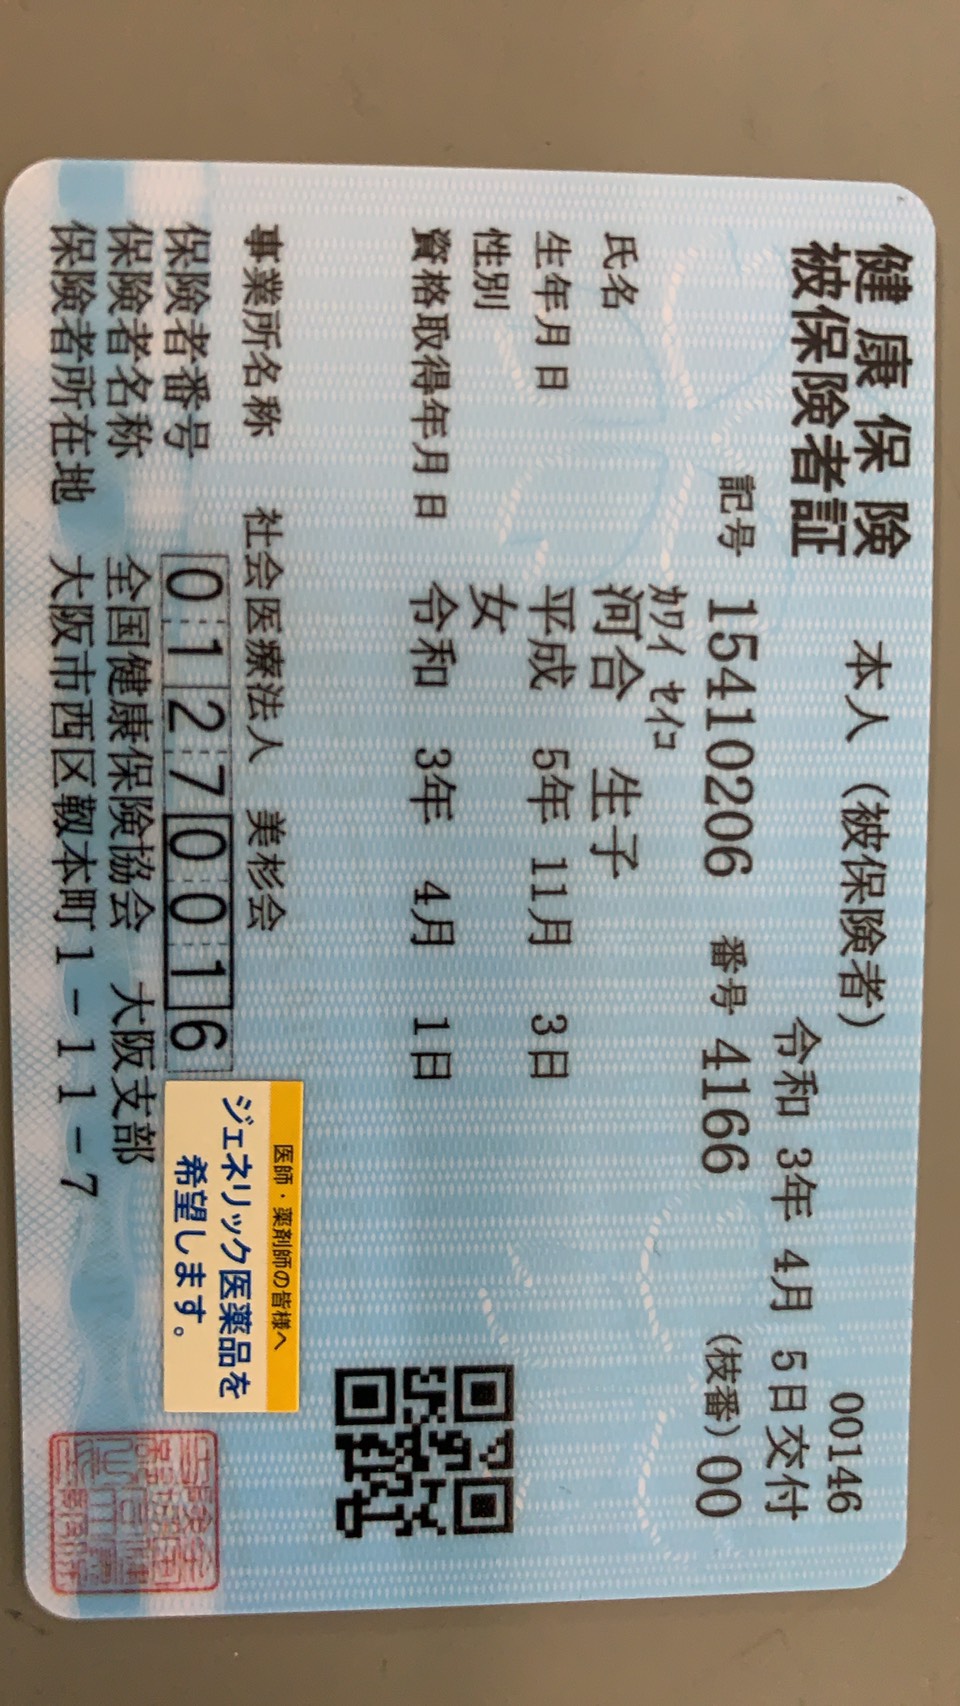 健康保険 本人（被保険者） 00146
被保険者証 令和 3年 4月 5日交付
記号 15410206 番号 4166 (枝番) 00
ｶﾜｲ ｾｲｺ
氏名 河合 生子
生年月日 平成 5年 11月 3日
性別 女
資格取得年月日 令和 3年 4月 1日
事業所名称 社会医療法人 美杉会
保険者番号 01270016
保険者名称 全国健康保険協会 大阪支部
保険者所在地 大阪市西区靱本町1-11-7
医師・薬剤師の皆様へ
ジェネリック医薬品を
希望します。